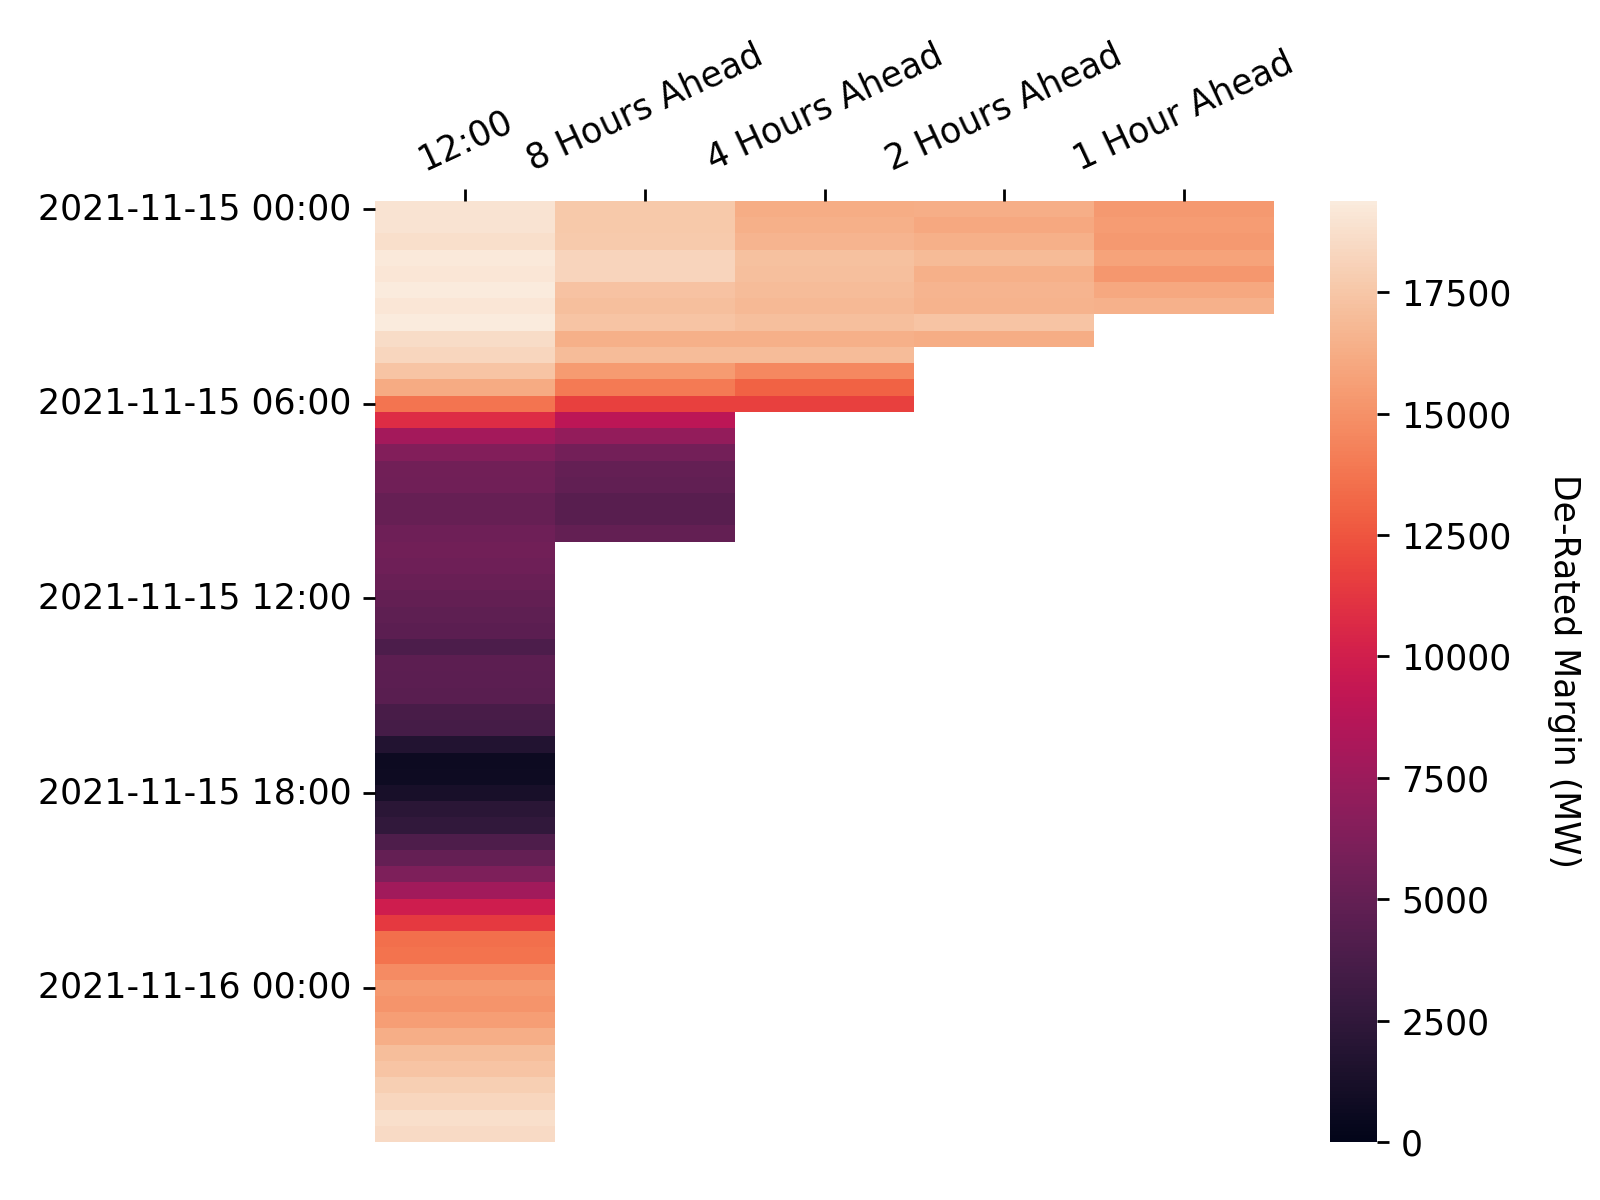 12:00
8 Hours Ahead
4 Hours Ahead
2 Hours Ahead
1 Hour Ahead
2021-11-15 00:00
2021-11-15 06:00
2021-11-15 12:00
2021-11-15 18:00
2021-11-16 00:00
17500
15000
12500
10000
7500
5000
2500
0
De-Rated Margin (MW)